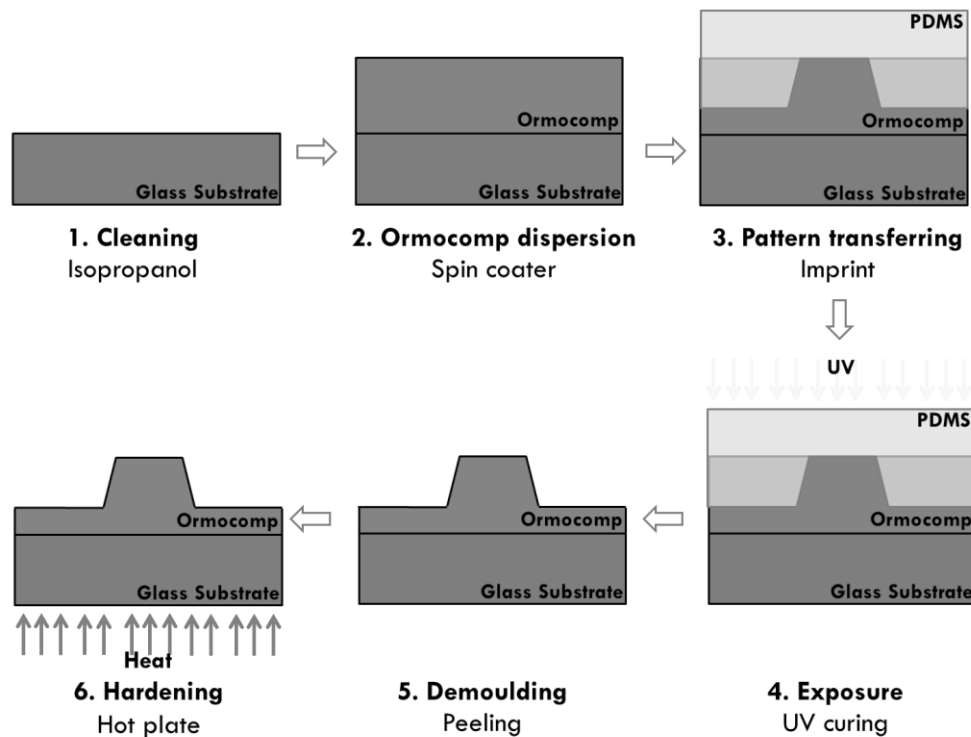 Glass Substrate
1. Cleaning
Isopropanol
Ormocomp
Glass Substrate
2. Ormocomp dispersion
Spin coater
PDMS
Ormocomp
Glass Substrate
3. Pattern transferring
Imprint
UV
PDMS
Ormocomp
Glass Substrate
4. Exposure
UV curing
Ormocomp
Glass Substrate
5. Demoulding
Peeling
Ormocomp
Glass Substrate
Heat
6. Hardening
Hot plate